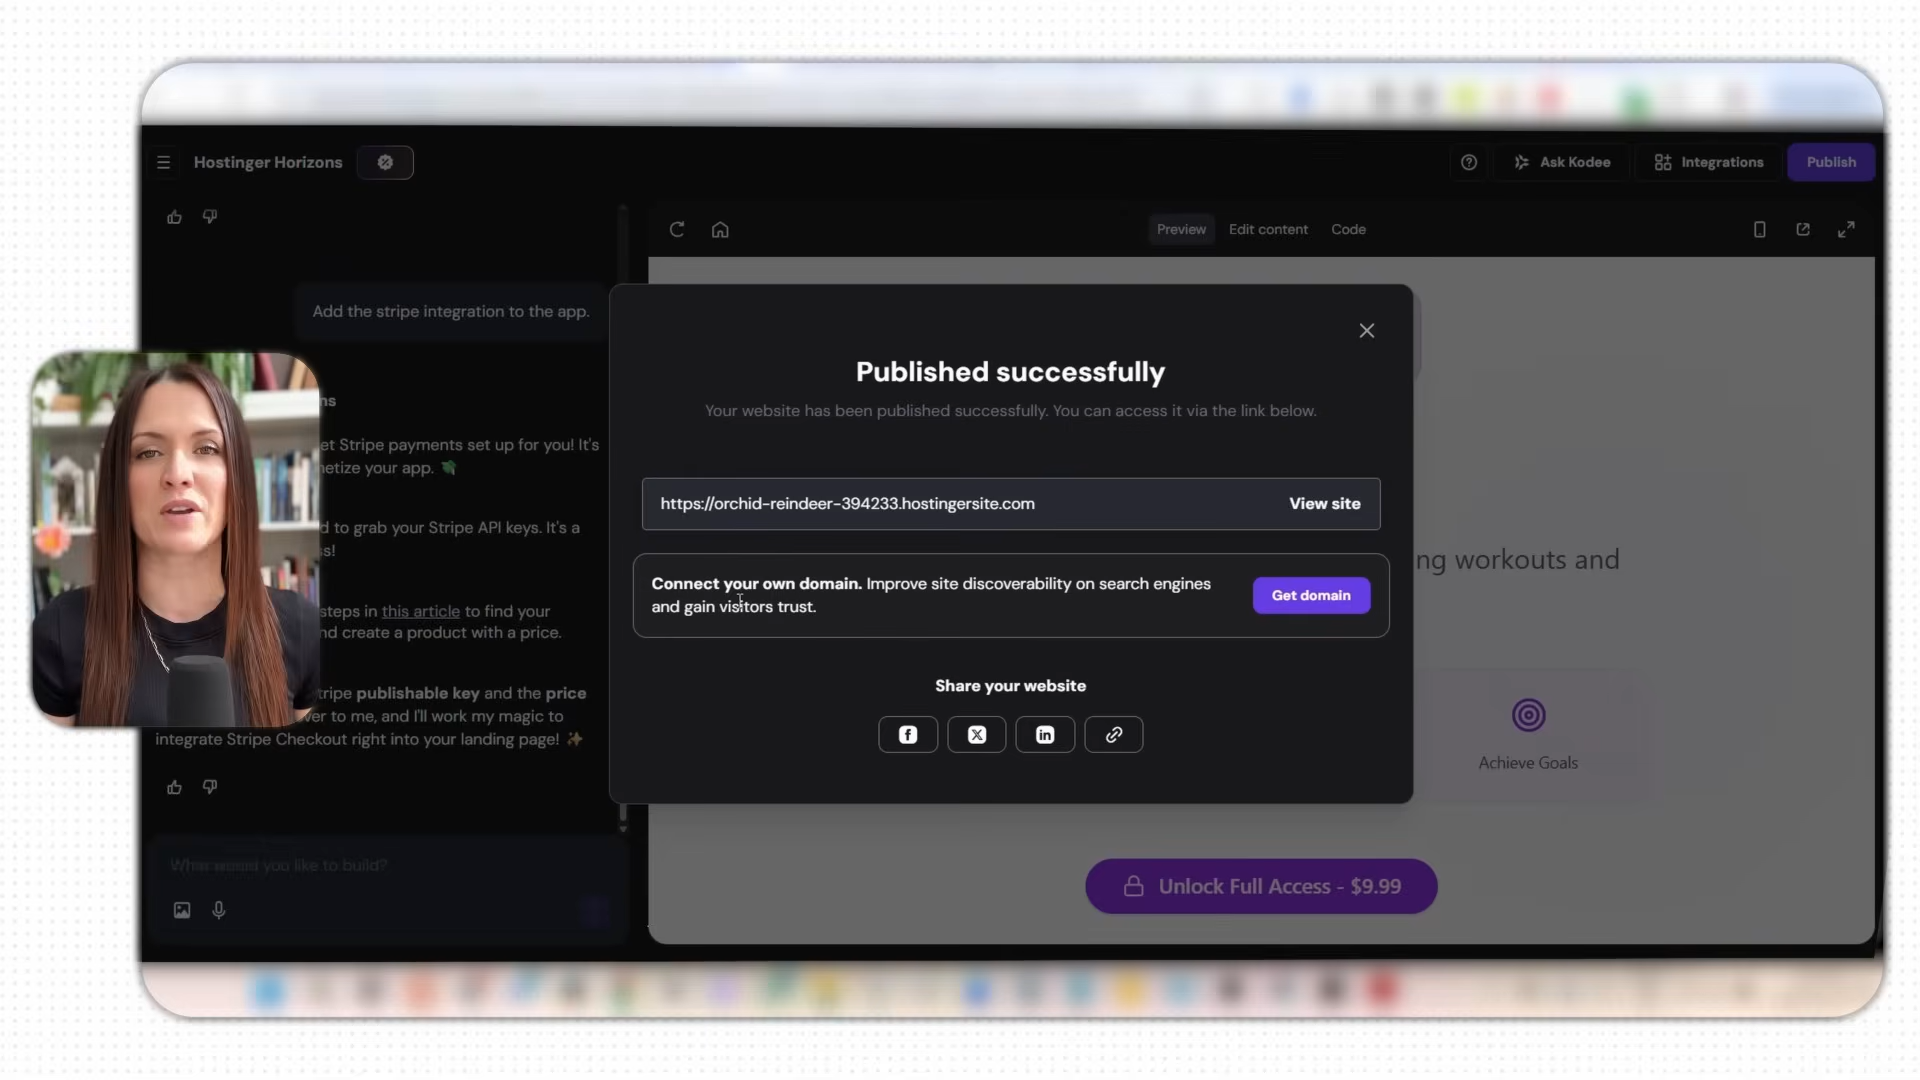 Hostinger Horizons
Ask Kodee
Integrations
Publish
Preview
Edit content
Code
Add the stripe integration to the app.
ns
et Stripe payments set up for you! It's
netize your app.
d to grab your Stripe API keys. It's a
s!
steps in this article to find your
nd create a product with a price.
tripe publishable key and the price
ver to me, and I'll work my magic to
integrate Stripe Checkout right into your landing page! ✨
you like to build?
Published successfully
Your website has been published successfully. You can access it via the link below.
https://orchid-reindeer-394233.hostingersite.com
View site
Connect your own domain. Improve site discoverability on search engines
and gain visitors trust.
Get domain
Share your website
ng workouts and
Achieve Goals
Unlock Full Access - $9.99